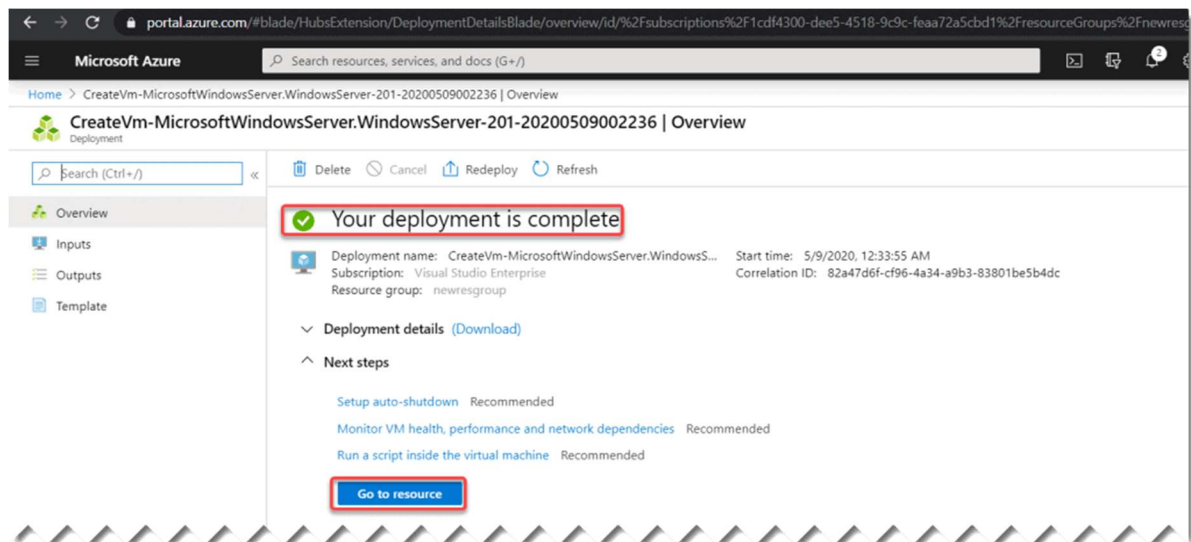 portal.azure.com/#blade/HubsExtension/DeploymentDetailsBlade/overview/id/%2Fsubscriptions%2F1cdf4300-dee5-4518-9c9c-feaa72a5cbd1%2FresourceGroups%2Fnewresg
Microsoft Azure
Search resources, services, and docs (G+/)
2
Home > CreateVm-MicrosoftWindowsServer.WindowsServer-201-20200509002236 | Overview
CreateVm-MicrosoftWindowsServer.WindowsServer-201-20200509002236 | Overview
Deployment
Search (Ctrl+/)
«
Delete Cancel Redeploy Refresh
Overview
Inputs
Outputs
Template
Your deployment is complete
Deployment name: CreateVm-MicrosoftWindowsServer.WindowsS... Start time: 5/9/2020, 12:33:55 AM
Subscription: Visual Studio Enterprise Correlation ID: 82a47d6f-cf96-4a34-a9b3-83801be5b4dc
Resource group: newresgroup
Deployment details (Download)
Next steps
Setup auto-shutdown Recommended
Monitor VM health, performance and network dependencies Recommended
Run a script inside the virtual machine Recommended
Go to resource